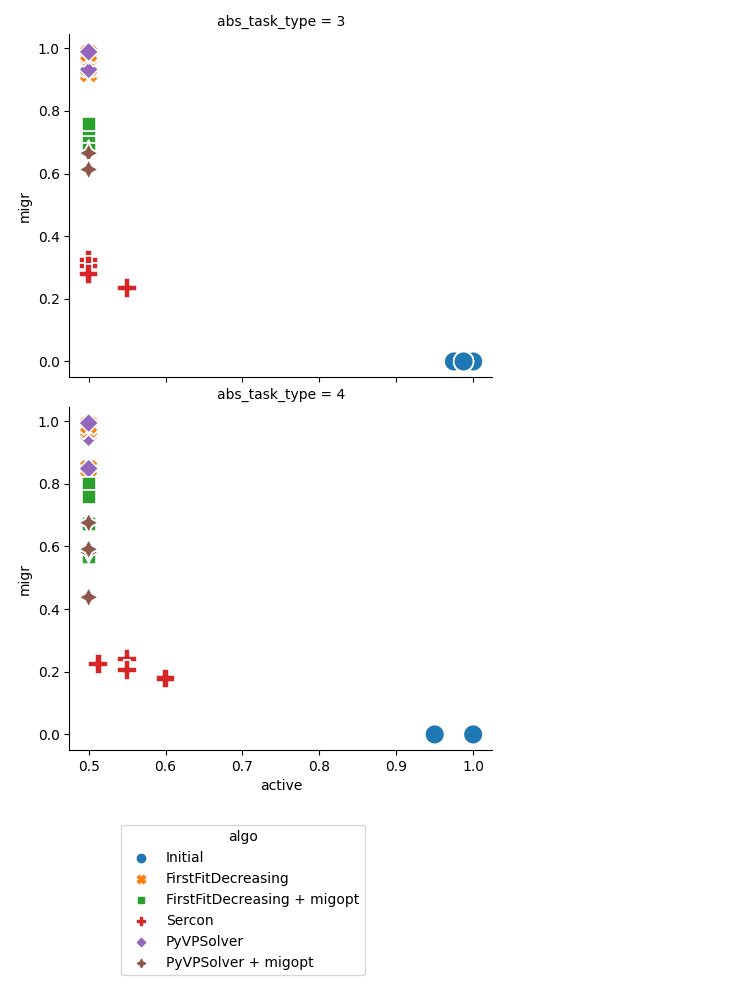 abs_task_type = 3
1.0
0.8
0.6
0.4
0.2
0.0
migr
abs_task_type = 4
1.0
0.8
0.6
0.4
0.2
0.0
migr
0.5 0.6 0.7 0.8 0.9 1.0
active
algo
Initial
FirstFitDecreasing
FirstFitDecreasing + migopt
Sercon
PyVPSolver
PyVPSolver + migopt